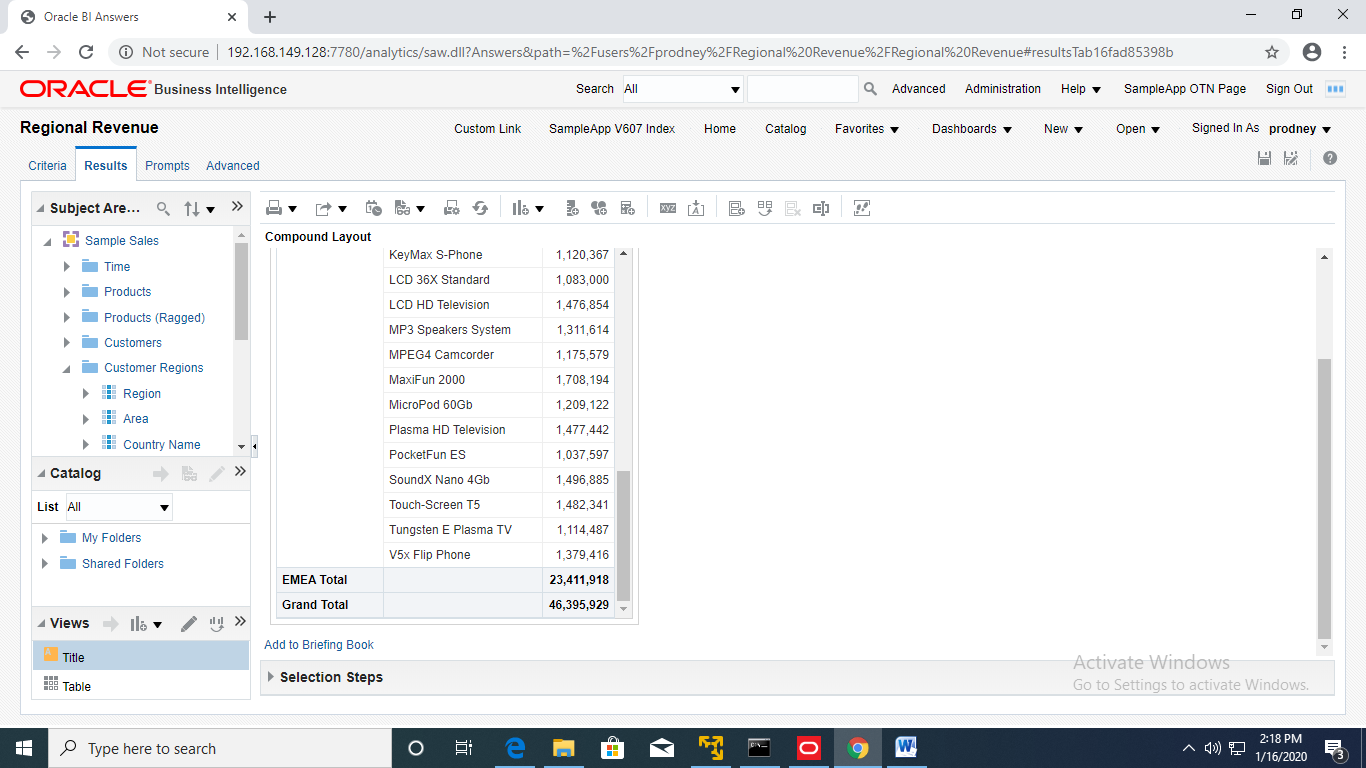 Oracle BI Answers
Not secure 192.168.149.128:7780/analytics/saw.dll?Answers&path=%2Fusers%2Fprodney%2FRegional%20Revenue%2FRegional%20Revenue#resultsTab16fad85398b
ORACLE Business Intelligence
Search All Advanced Administration Help SampleApp OTN Page Sign Out
Regional Revenue
Custom Link SampleApp V607 Index Home Catalog Favorites Dashboards New Open Signed In As prodney
Criteria Results Prompts Advanced
Subject Are...
Sample Sales
Time
Products
Products (Ragged)
Customers
Customer Regions
Region
Area
Country Name
Catalog
List All
My Folders
Shared Folders
Views
Title
Table
Compound Layout
KeyMax S-Phone 1,120,367
LCD 36X Standard 1,083,000
LCD HD Television 1,476,854
MP3 Speakers System 1,311,614
MPEG4 Camcorder 1,175,579
MaxiFun 2000 1,708,194
MicroPod 60Gb 1,209,122
Plasma HD Television 1,477,442
PocketFun ES 1,037,597
SoundX Nano 4Gb 1,496,885
Touch-Screen T5 1,482,341
Tungsten E Plasma TV 1,114,487
V5x Flip Phone 1,379,416
EMEA Total 23,411,918
Grand Total 46,395,929
Add to Briefing Book
Selection Steps
Activate Windows
Go to Settings to activate Windows.
Type here to search
2:18 PM
1/16/2020
3